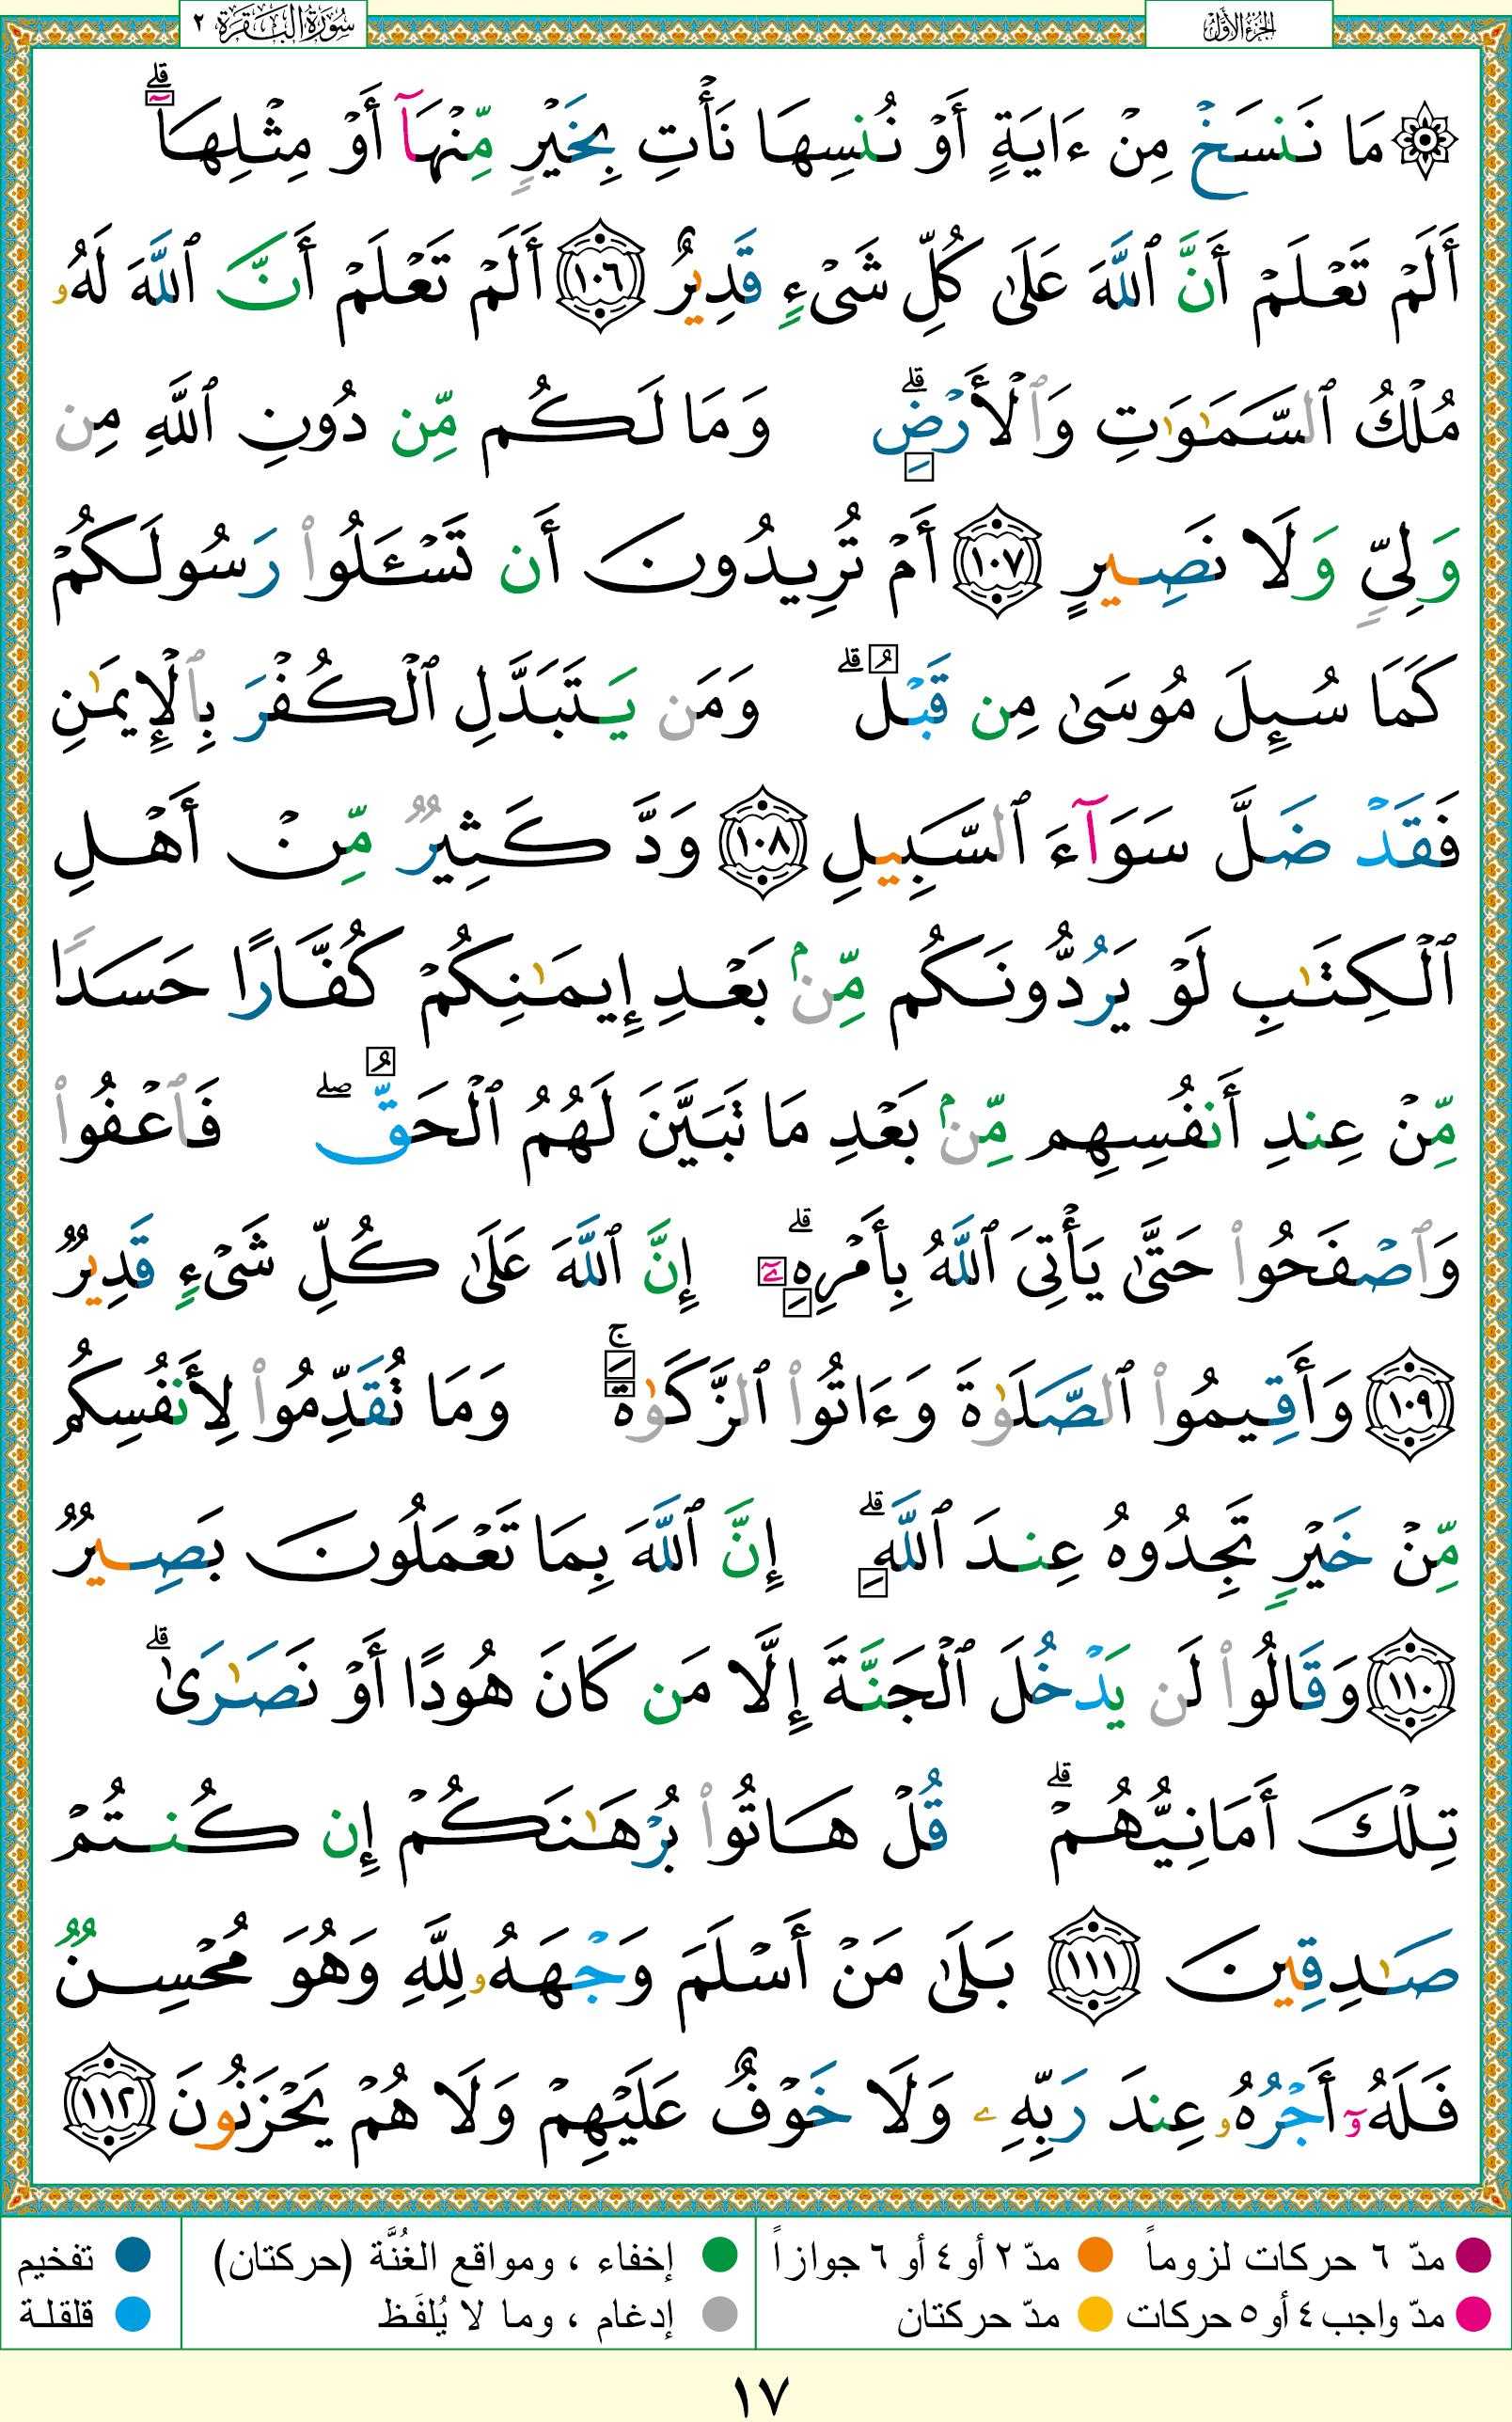 الجزء الأول
سورة البقرة ٢
۞ مَا نَنسَخْ مِنْ ءَايَةٍ أَوْ نُنسِهَا نَأْتِ بِخَيْرٍ مِّنْهَآ أَوْ مِثْلِهَآ ۗ
أَلَمْ تَعْلَمْ أَنَّ ٱللَّهَ عَلَىٰ كُلِّ شَىْءٍ قَدِيرٌ ١٠٦ أَلَمْ تَعْلَمْ أَنَّ ٱللَّهَ لَهُۥ
مُلْكُ ٱلسَّمَٰوَٰتِ وَٱلْأَرْضِ ۗ وَمَا لَكُم مِّن دُونِ ٱللَّهِ مِن
وَلِىٍّ وَلَا نَصِيرٍ ١٠٧ أَمْ تُرِيدُونَ أَن تَسْـَٔلُوا۟ رَسُولَكُمْ
كَمَا سُئِلَ مُوسَىٰ مِن قَبْلُ ۗ وَمَن يَتَبَدَّلِ ٱلْكُفْرَ بِٱلْإِيمَٰنِ
فَقَدْ ضَلَّ سَوَآءَ ٱلسَّبِيلِ ١٠٨ وَدَّ كَثِيرٌ مِّنْ أَهْلِ
ٱلْكِتَٰبِ لَوْ يَرُدُّونَكُم مِّنۢ بَعْدِ إِيمَٰنِكُمْ كُفَّارًا حَسَدًا
مِّنْ عِندِ أَنفُسِهِم مِّنۢ بَعْدِ مَا تَبَيَّنَ لَهُمُ ٱلْحَقُّ ۖ فَٱعْفُوا۟
وَٱصْفَحُوا۟ حَتَّىٰ يَأْتِىَ ٱللَّهُ بِأَمْرِهِۦٓ ۗ إِنَّ ٱللَّهَ عَلَىٰ كُلِّ شَىْءٍ قَدِيرٌ
١٠٩ وَأَقِيمُوا۟ ٱلصَّلَوٰةَ وَءَاتُوا۟ ٱلزَّكَوٰةَ ۚ وَمَا تُقَدِّمُوا۟ لِأَنفُسِكُم
مِّنْ خَيْرٍ تَجِدُوهُ عِندَ ٱللَّهِ ۗ إِنَّ ٱللَّهَ بِمَا تَعْمَلُونَ بَصِيرٌ
١١٠ وَقَالُوا۟ لَن يَدْخُلَ ٱلْجَنَّةَ إِلَّا مَن كَانَ هُودًا أَوْ نَصَٰرَىٰ ۗ
تِلْكَ أَمَانِيُّهُمْ ۗ قُلْ هَاتُوا۟ بُرْهَٰنَكُمْ إِن كُنتُمْ
صَٰدِقِينَ ١١١ بَلَىٰ مَنْ أَسْلَمَ وَجْهَهُۥ لِلَّهِ وَهُوَ مُحْسِنٌ
فَلَهُۥٓ أَجْرُهُۥ عِندَ رَبِّهِۦ وَلَا خَوْفٌ عَلَيْهِمْ وَلَا هُمْ يَحْزَنُونَ ١١٢
مدّ ٦ حركات لزوماً مدّ ٢ أو ٤ أو ٦ جوازاً إخفاء ، ومواقع الغُنَّة (حركتان) تفخيم
مدّ واجب ٤ أو ٥ حركات مدّ حركتان إدغام ، وما لا يُلفَظ قلقلة
١٧